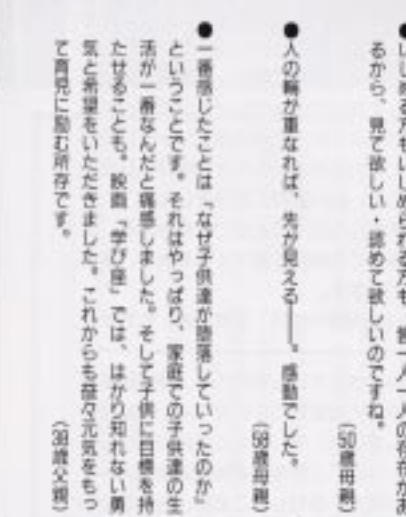 ●いじめる方もいじめられる方も、皆一人一人の存在があ
るから、見て欲しい・認めて欲しいのですね。
(50歳母親)
●人の輪が重なれば、先が見える──。感動でした。
(58歳母親)
●一番感じたことは「なぜ子供達が堕落していったのか」
ということです。それはやっぱり、家庭での子供達の生
活が一番なんだと痛感しました。そして子供に目標を持
たせることも。映画「学び座」では、はかり知れない勇
気と希望をいただきました。これからも益々元気をもっ
て育児に励む所存です。
(38歳父親)